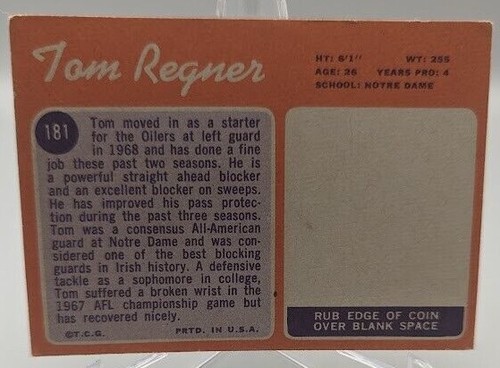 Tom Regner
HT: 6'1" WT: 255
AGE: 26 YEARS PRO: 4
SCHOOL: NOTRE DAME
181
Tom moved in as a starter
for the Oilers at left guard
in 1968 and has done a fine
job these past two seasons. He is
a powerful straight ahead blocker
and an excellent blocker on sweeps.
He has improved his pass protec-
tion during the past three seasons.
Tom was a consensus All-American
guard at Notre Dame and was con-
sidered one of the best blocking
guards in Irish history. A defensive
tackle as a sophomore in college,
Tom suffered a broken wrist in the
1967 AFL championship game but
has recovered nicely.
©T.C.G. PRTD. IN U.S.A.
RUB EDGE OF COIN
OVER BLANK SPACE